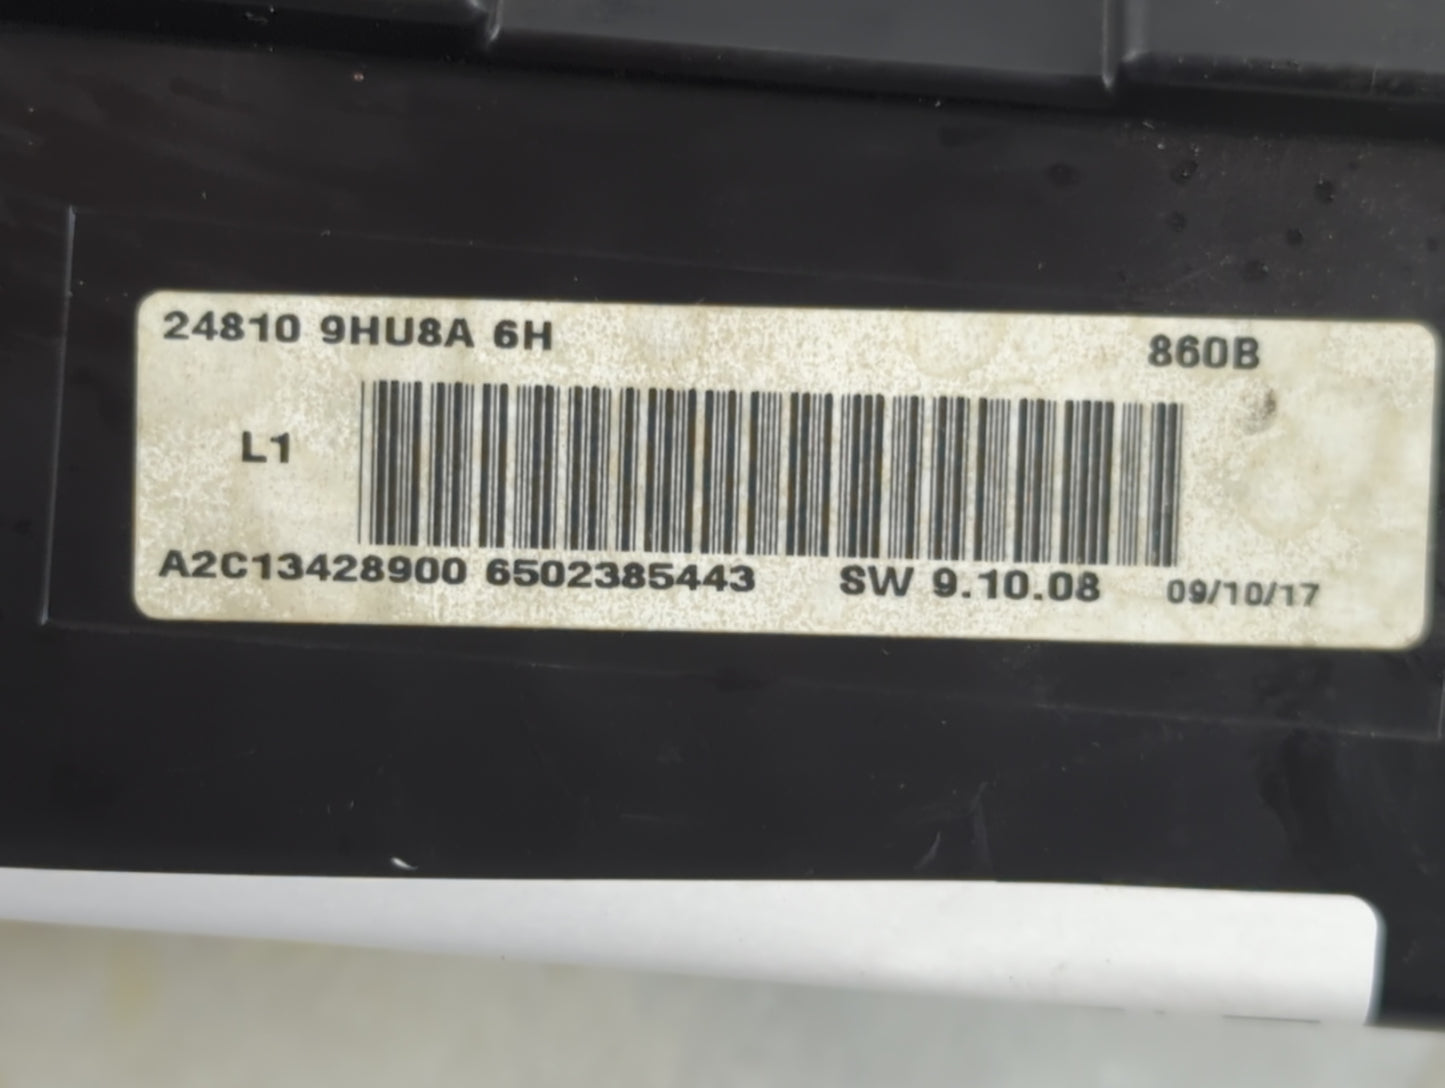 24810 9HU8A 6H 860B
L1
A2C13428900 6502385443 SW 9.10.08 09/10/17